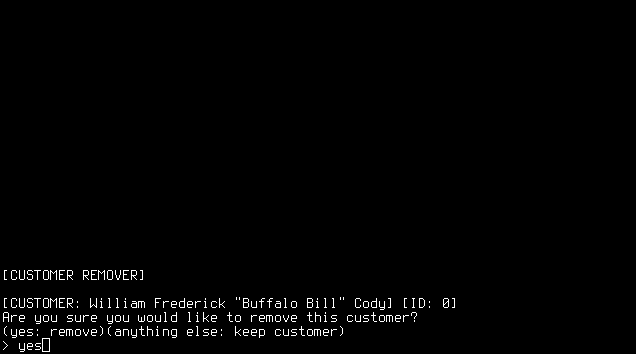 [CUSTOMER REMOVER]
[CUSTOMER: William Frederick "Buffalo Bill" Cody] [ID: 0]
Are you sure you would like to remove this customer?
(yes: remove)(anything else: keep customer)
> yes